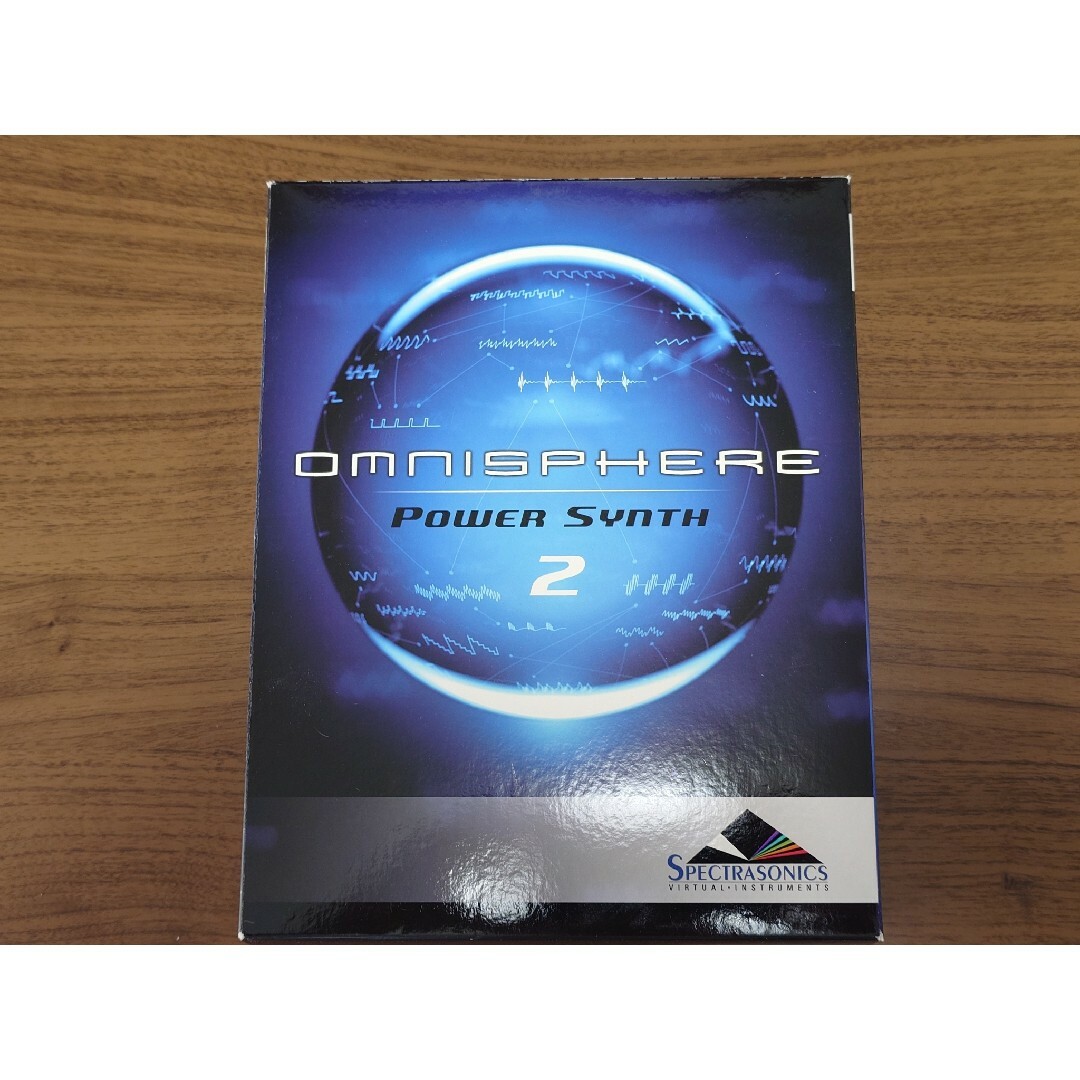 OMNISPHERE
POWER SYNTH
2
SPECTRASONICS
VIRTUAL • INSTRUMENTS